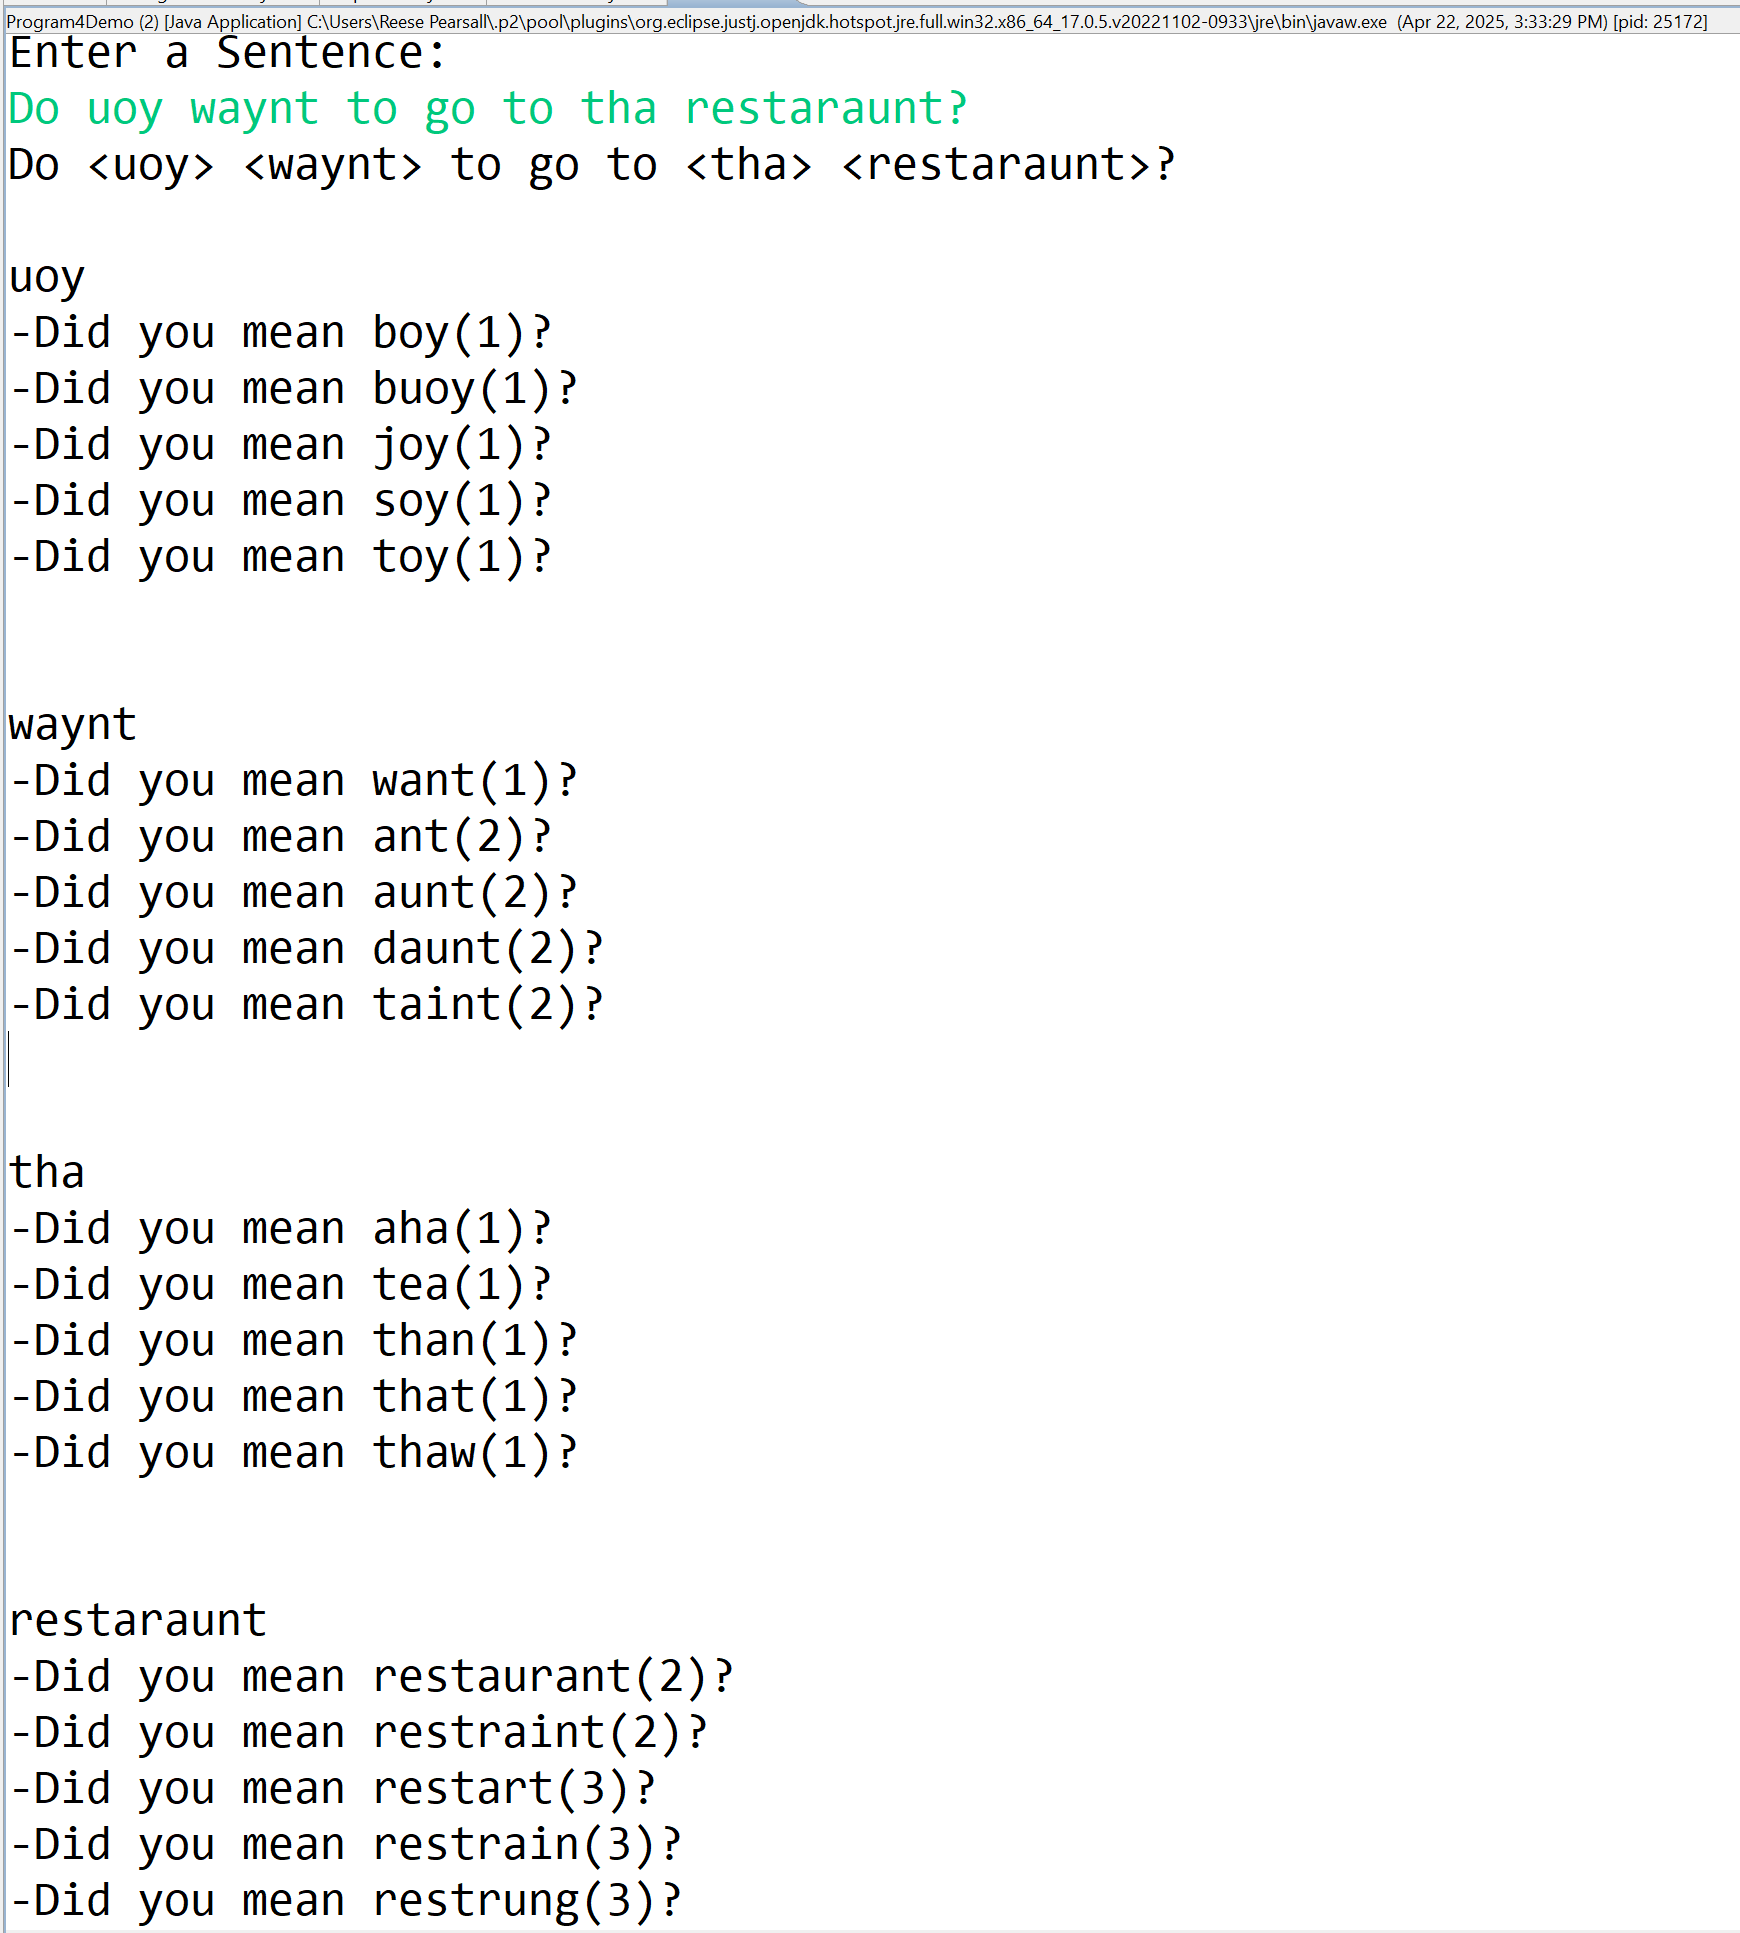 Program4Demo (2) [Java Application] C:\Users\Reese Pearsall\.p2\pool\plugins\org.eclipse.justj.openjdk.hotspot.jre.full.win32.x86_64_17.0.5.v20221102-0933\jre\bin\javaw.exe (Apr 22, 2025, 3:33:29 PM) [pid: 25172]
Enter a Sentence:
Do uoy waynt to go to tha restaraunt?
Do <uoy> <waynt> to go to <tha> <restaraunt>?
uoy
-Did you mean boy(1)?
-Did you mean buoy(1)?
-Did you mean joy(1)?
-Did you mean soy(1)?
-Did you mean toy(1)?
waynt
-Did you mean want(1)?
-Did you mean ant(2)?
-Did you mean aunt(2)?
-Did you mean daunt(2)?
-Did you mean taint(2)?
tha
-Did you mean aha(1)?
-Did you mean tea(1)?
-Did you mean than(1)?
-Did you mean that(1)?
-Did you mean thaw(1)?
restaraunt
-Did you mean restaurant(2)?
-Did you mean restraint(2)?
-Did you mean restart(3)?
-Did you mean restrain(3)?
-Did you mean restrung(3)?